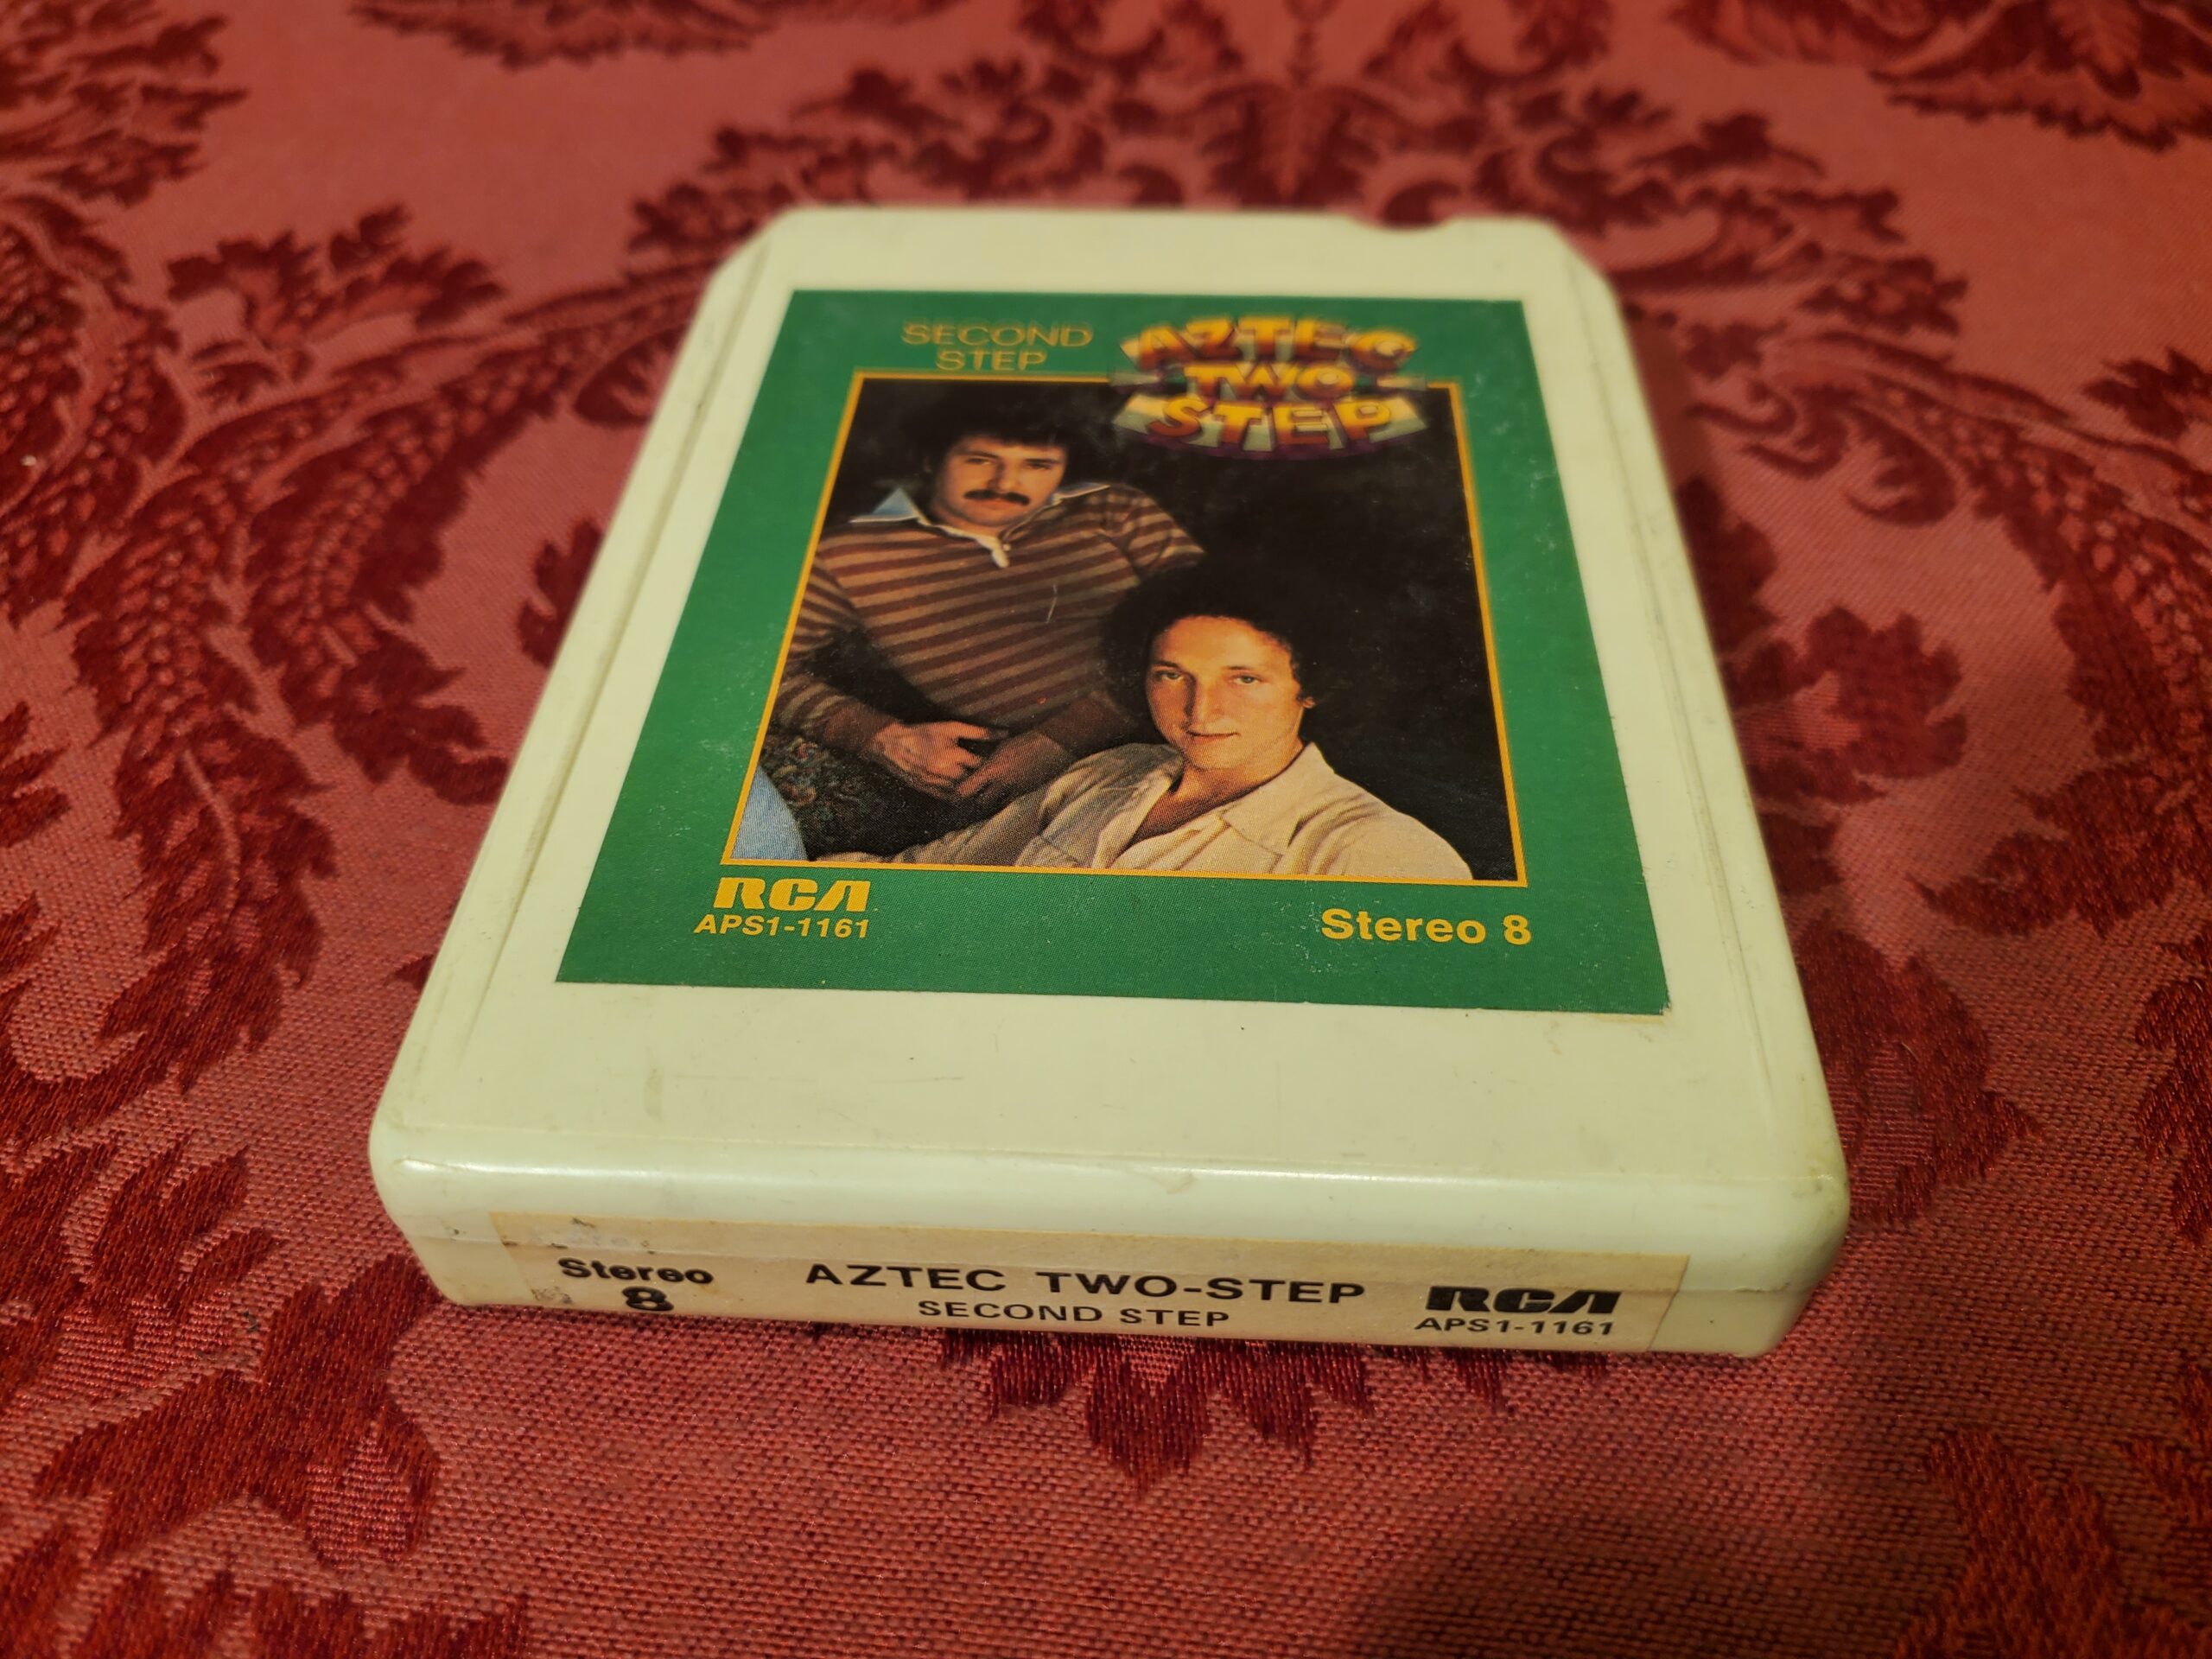 SECOND
STEP
AZTEC
TWO
STEP
RCA
APS1-1161
Stereo 8
Stereo
8
AZTEC TWO-STEP
SECOND STEP
RCA
APS1-1161